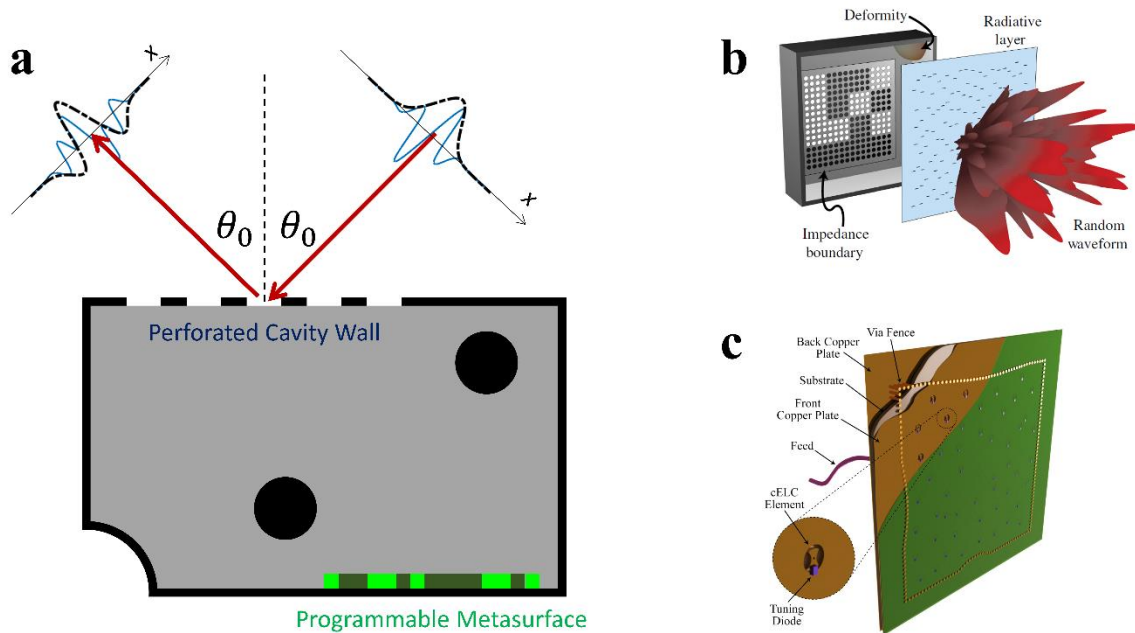 a
x
x
θ₀
θ₀
Perforated Cavity Wall
Programmable Metasurface
b
Deformity
Radiative
layer
Impedance
boundary
Random
waveform
c
Via Fence
Back Copper
Plate
Substrate
Front
Copper Plate
Feed
cELC
Element
Tuning
Diode